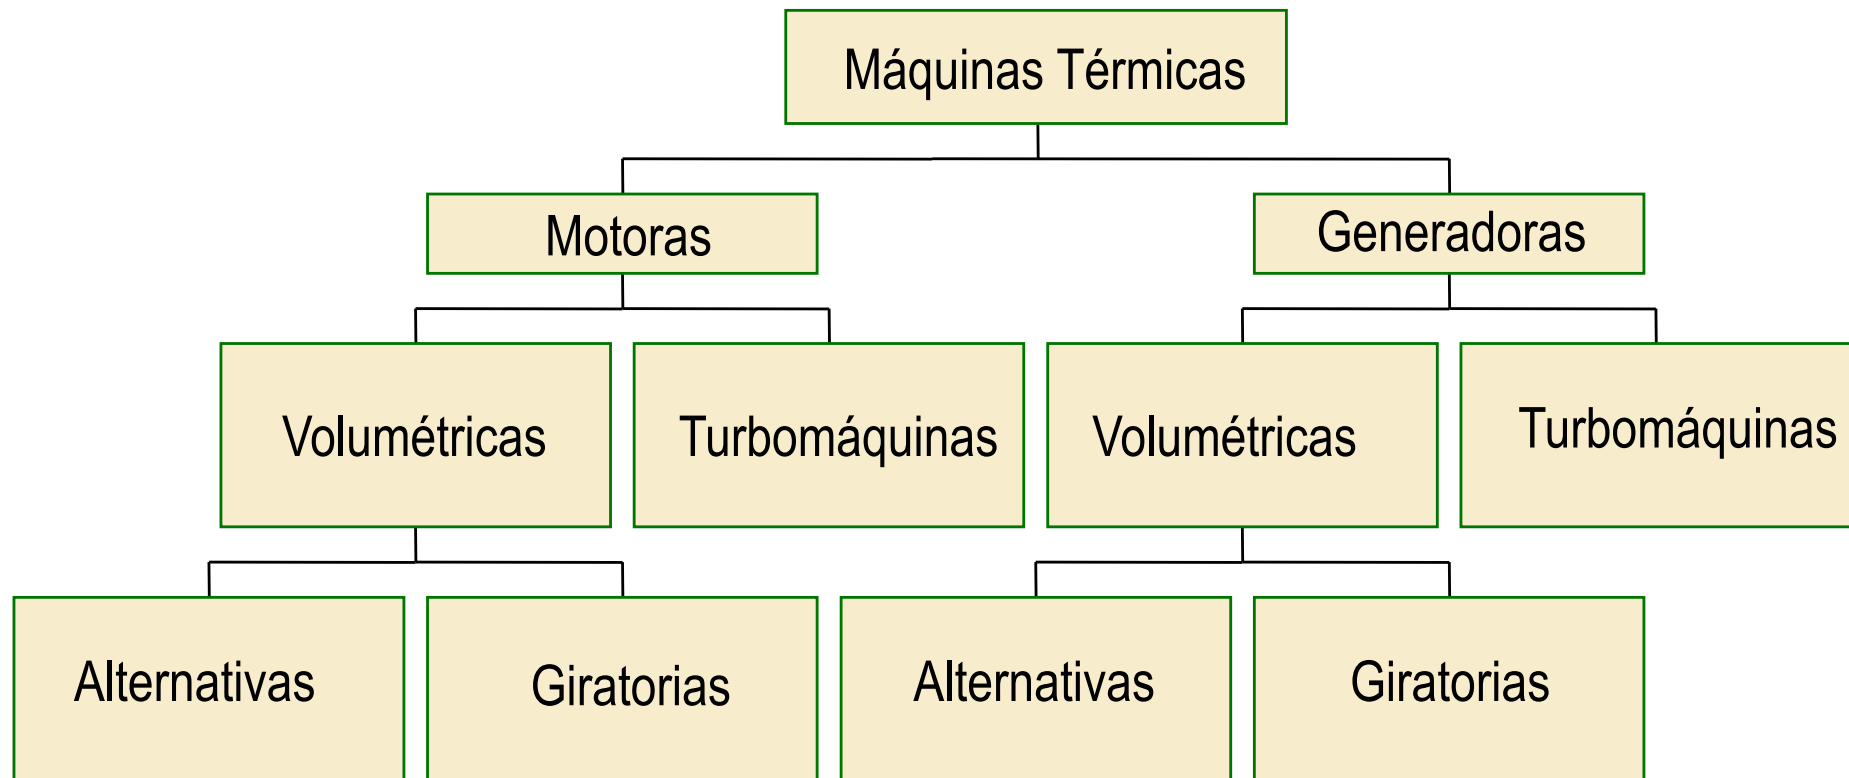 Máquinas Térmicas
Motoras
Generadoras
Volumétricas
Turbomáquinas
Volumétricas
Turbomáquinas
Alternativas
Giratorias
Alternativas
Giratorias